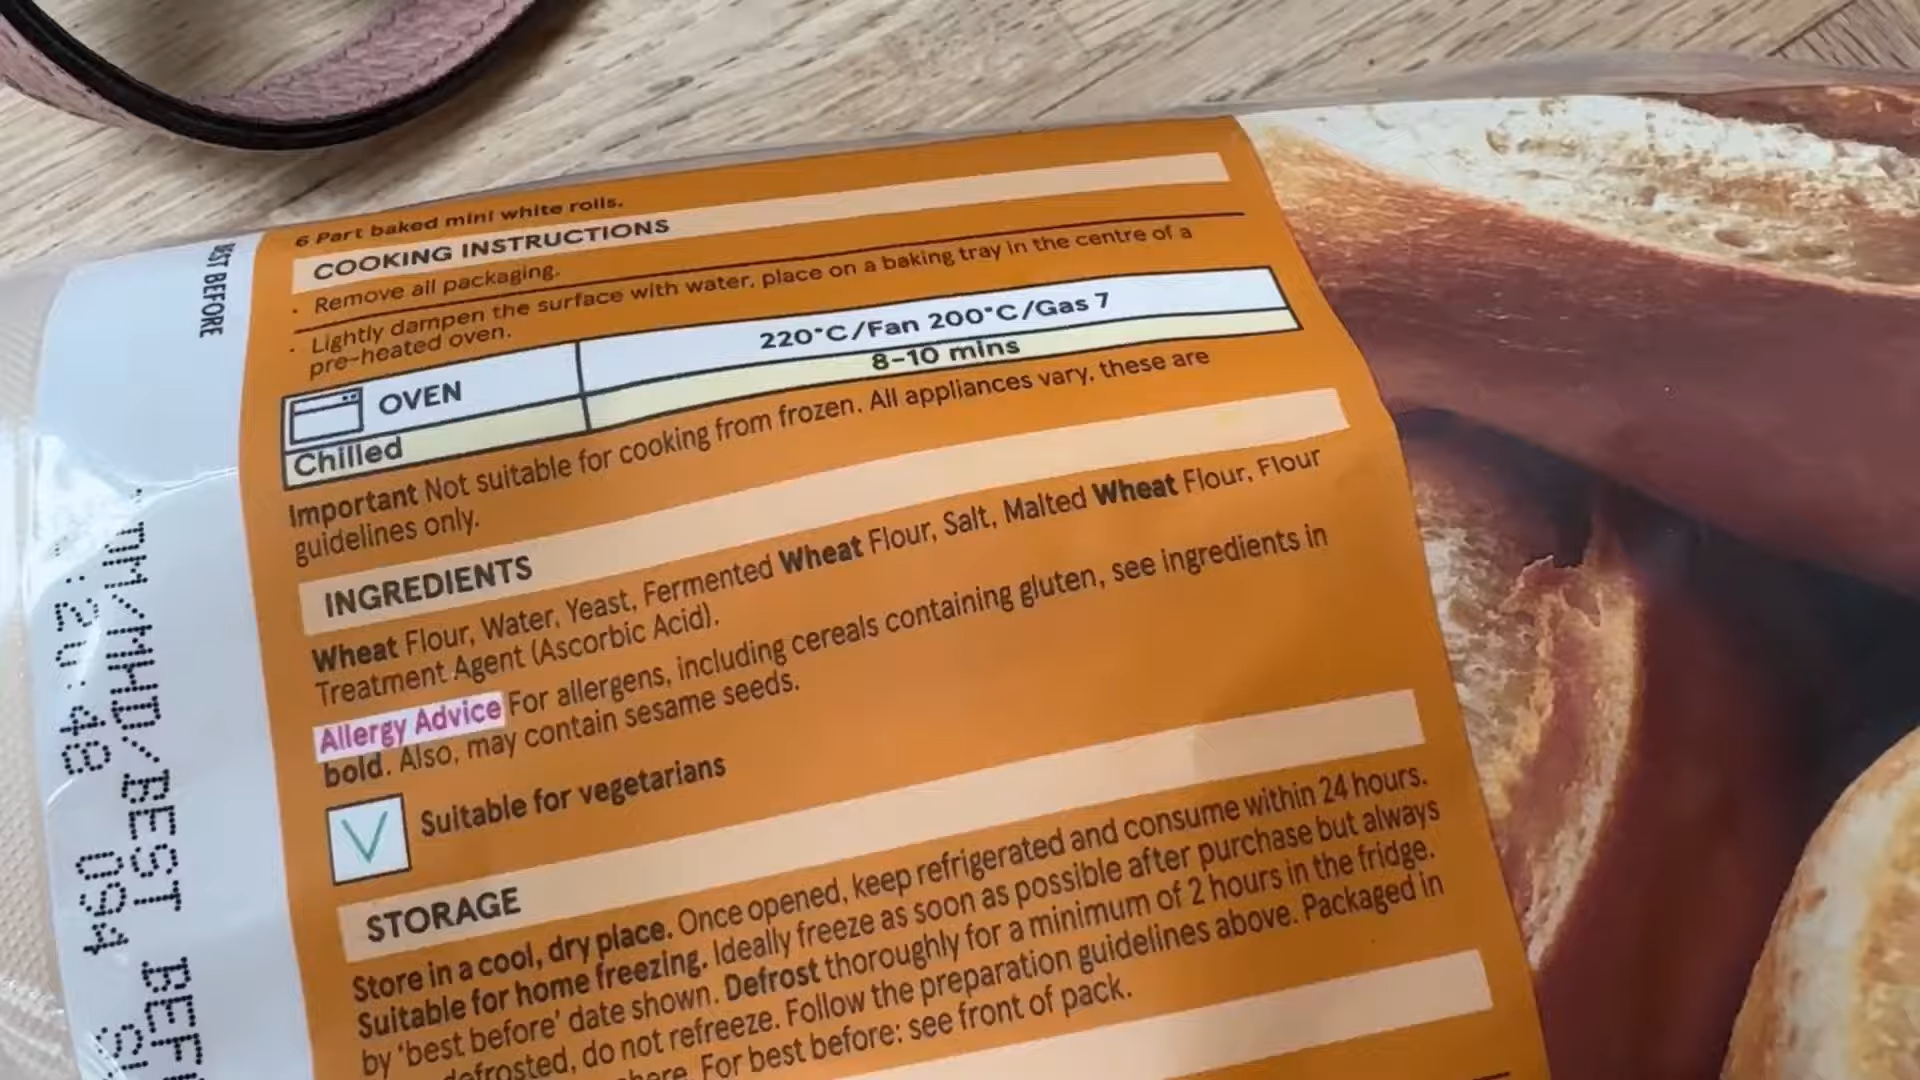 6 Part baked mini white rolls.
COOKING INSTRUCTIONS
· Remove all packaging.
· Lightly dampen the surface with water, place on a baking tray in the centre of a
pre-heated oven.
OVEN 220°C/Fan 200°C/Gas 7
Chilled 8-10 mins
Important Not suitable for cooking from frozen. All appliances vary, these are
guidelines only.
INGREDIENTS
Wheat Flour, Water, Yeast, Fermented Wheat Flour, Salt, Malted Wheat Flour, Flour
Treatment Agent (Ascorbic Acid).
Allergy Advice For allergens, including cereals containing gluten, see ingredients in
bold. Also, may contain sesame seeds.
V Suitable for vegetarians
STORAGE
Store in a cool, dry place. Once opened, keep refrigerated and consume within 24 hours.
Suitable for home freezing. Ideally freeze as soon as possible after purchase but always
by 'best before' date shown. Defrost thoroughly for a minimum of 2 hours in the fridge.
defrosted, do not refreeze. Follow the preparation guidelines above. Packaged in
For best before: see front of pack.
BEFORE
TM/MHD/BEST
094